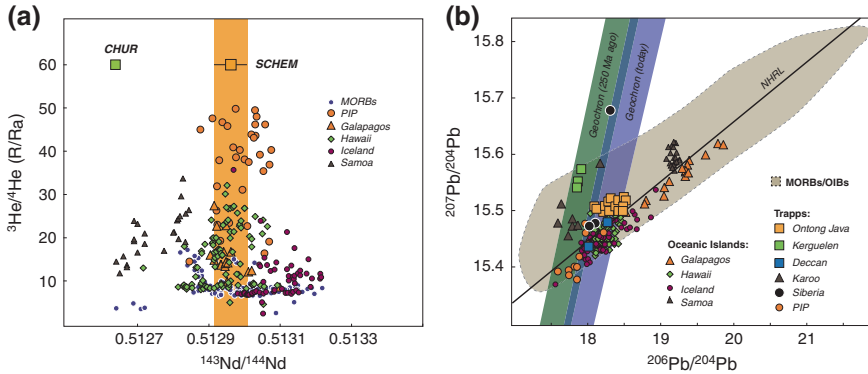 (a)
CHUR
SCHEM
MORBs
PIP
Galapagos
Hawaii
Iceland
Samoa
60
50
40
30
20
10
³He/⁴He (R/Ra)
0.5127
0.5129
0.5131
0.5133
¹⁴³Nd/¹⁴⁴Nd
(b)
15.8
15.7
15.6
15.5
15.4
²⁰⁷Pb/²⁰⁴Pb
Geochron (250 Ma ago)
Geochron (today)
NHRL
MORBs/OIBs
Trapps:
Ontong Java
Kerguelen
Deccan
Karoo
Siberia
PIP
Oceanic Islands:
Galapagos
Hawaii
Iceland
Samoa
18
19
20
21
²⁰⁶Pb/²⁰⁴Pb